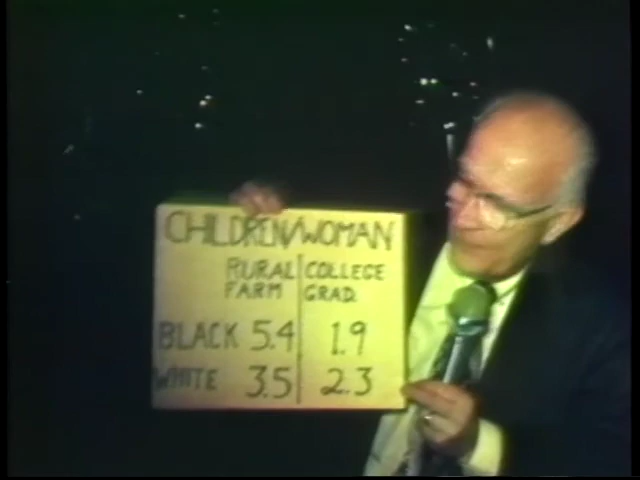 CHILDREN/WOMAN
RURAL COLLEGE
FARM GRAD.
BLACK 5.4 1.9
WHITE 3.5 2.3